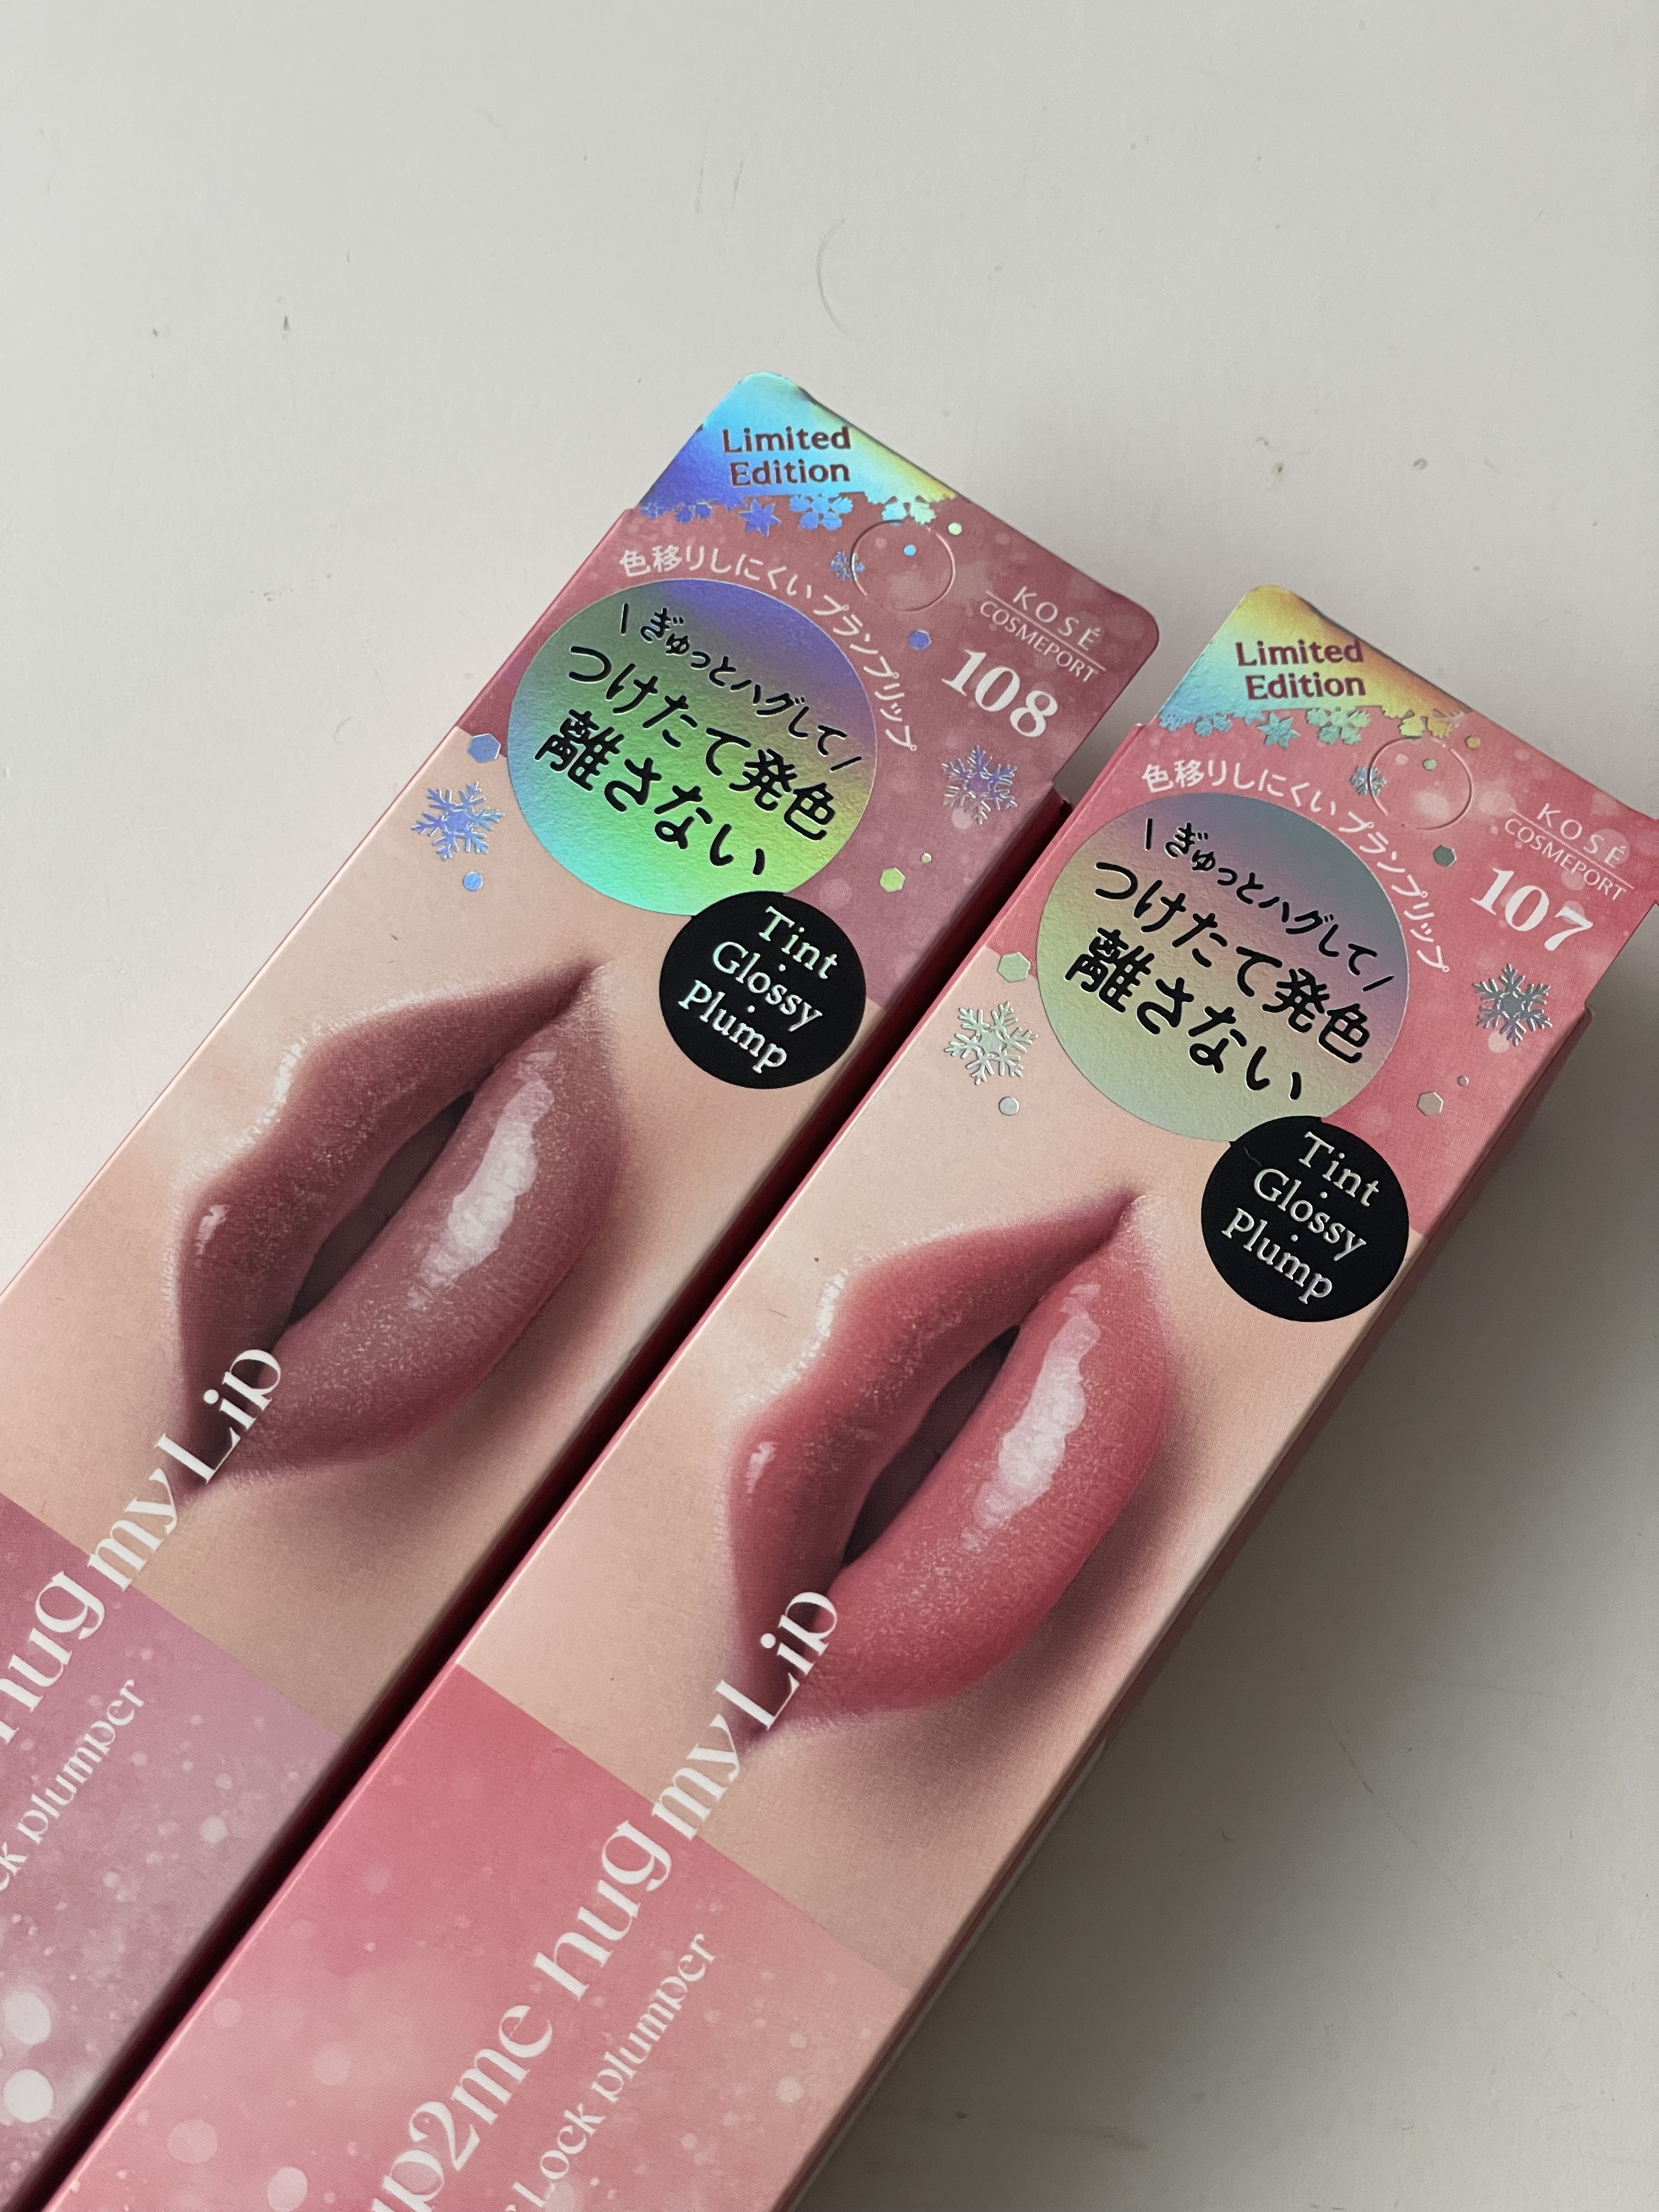 Limited
Edition
色移りしにくいプランプリップ
KOSÉ
COSMEPORT
108
\ ぎゅっとハグして /
つけたて発色
離さない
Tint
・
Glossy
・
Plump
hug my Lip
plumper
Limited
Edition
色移りしにくいプランプリップ
KOSÉ
COSMEPORT
107
\ ぎゅっとハグして /
つけたて発色
離さない
Tint
・
Glossy
・
Plump
p2me hug my Lip
Lock plumper